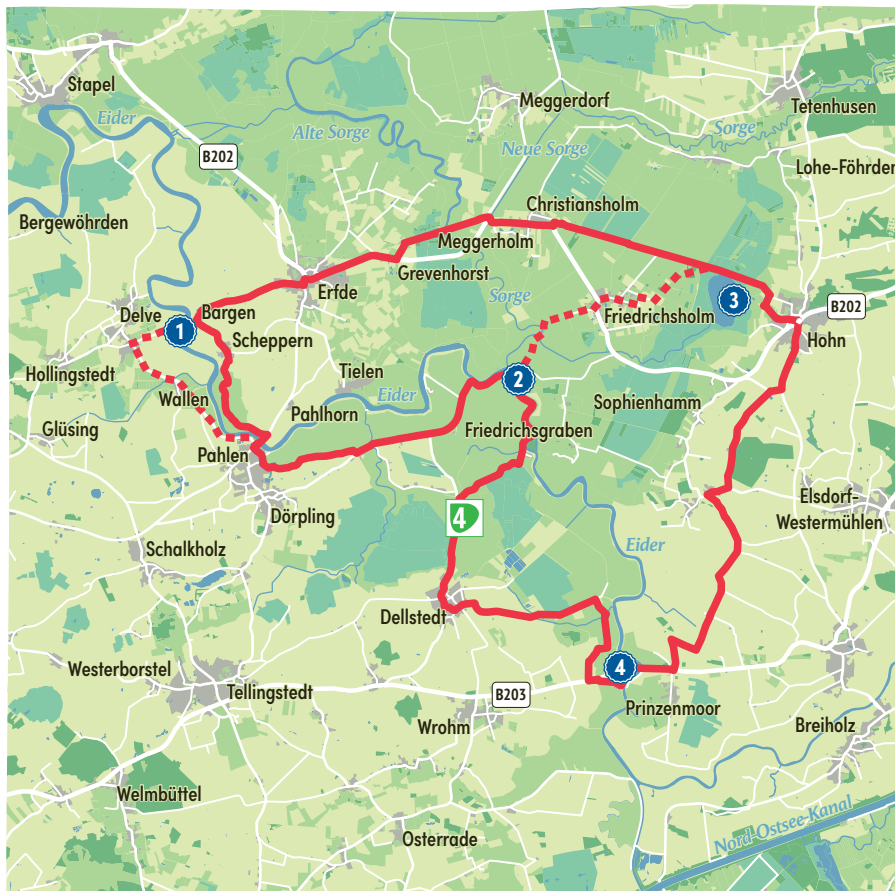 Stapel
Eider
B202
Alte Sorge
Meggerdorf
Neue Sorge
Sorge
Tetenhusen
Lohe-Föhrden
Bergewöhrden
Christiansholm
Meggerholm
Grevenhorst
Erfde
Sorge
Friedrichsholm
3
B202
Hohn
Delve
1
Bargen
Scheppern
Hollingstedt
Wallen
Tielen
Eider
2
Sophienhamm
Glüsing
Pahlhorn
Friedrichsgraben
Pahlen
Dörpling
4
Elsdorf-
Westermühlen
Schalkholz
Eider
Dellstedt
Westerborstel
Tellingstedt
B203
4
Prinzenmoor
Wrohm
Breiholz
Welmbüttel
Osterrade
Nord-Ostsee-Kanal